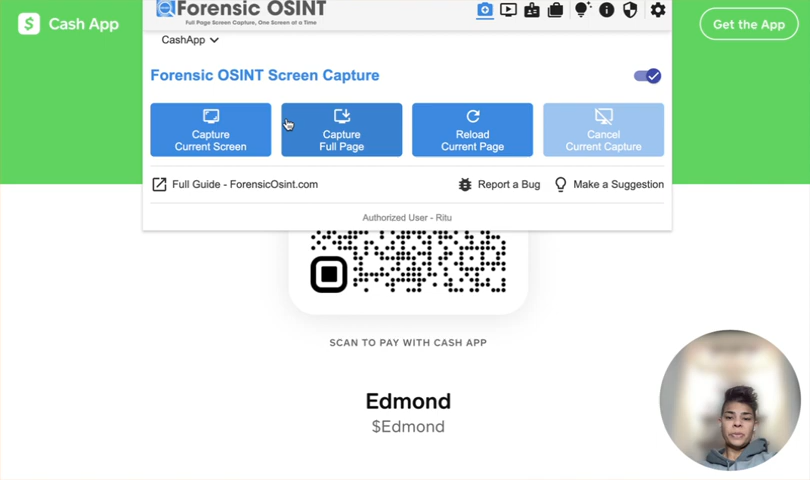 Forensic OSINT
Full Page Screen Capture, One Screen at a Time
$ Cash App
Get the App
CashApp
Forensic OSINT Screen Capture
Capture
Current Screen
Capture
Full Page
Reload
Current Page
Cancel
Current Capture
Full Guide - ForensicOsint.com
Report a Bug
Make a Suggestion
Authorized User - Ritu
SCAN TO PAY WITH CASH APP
Edmond
$Edmond